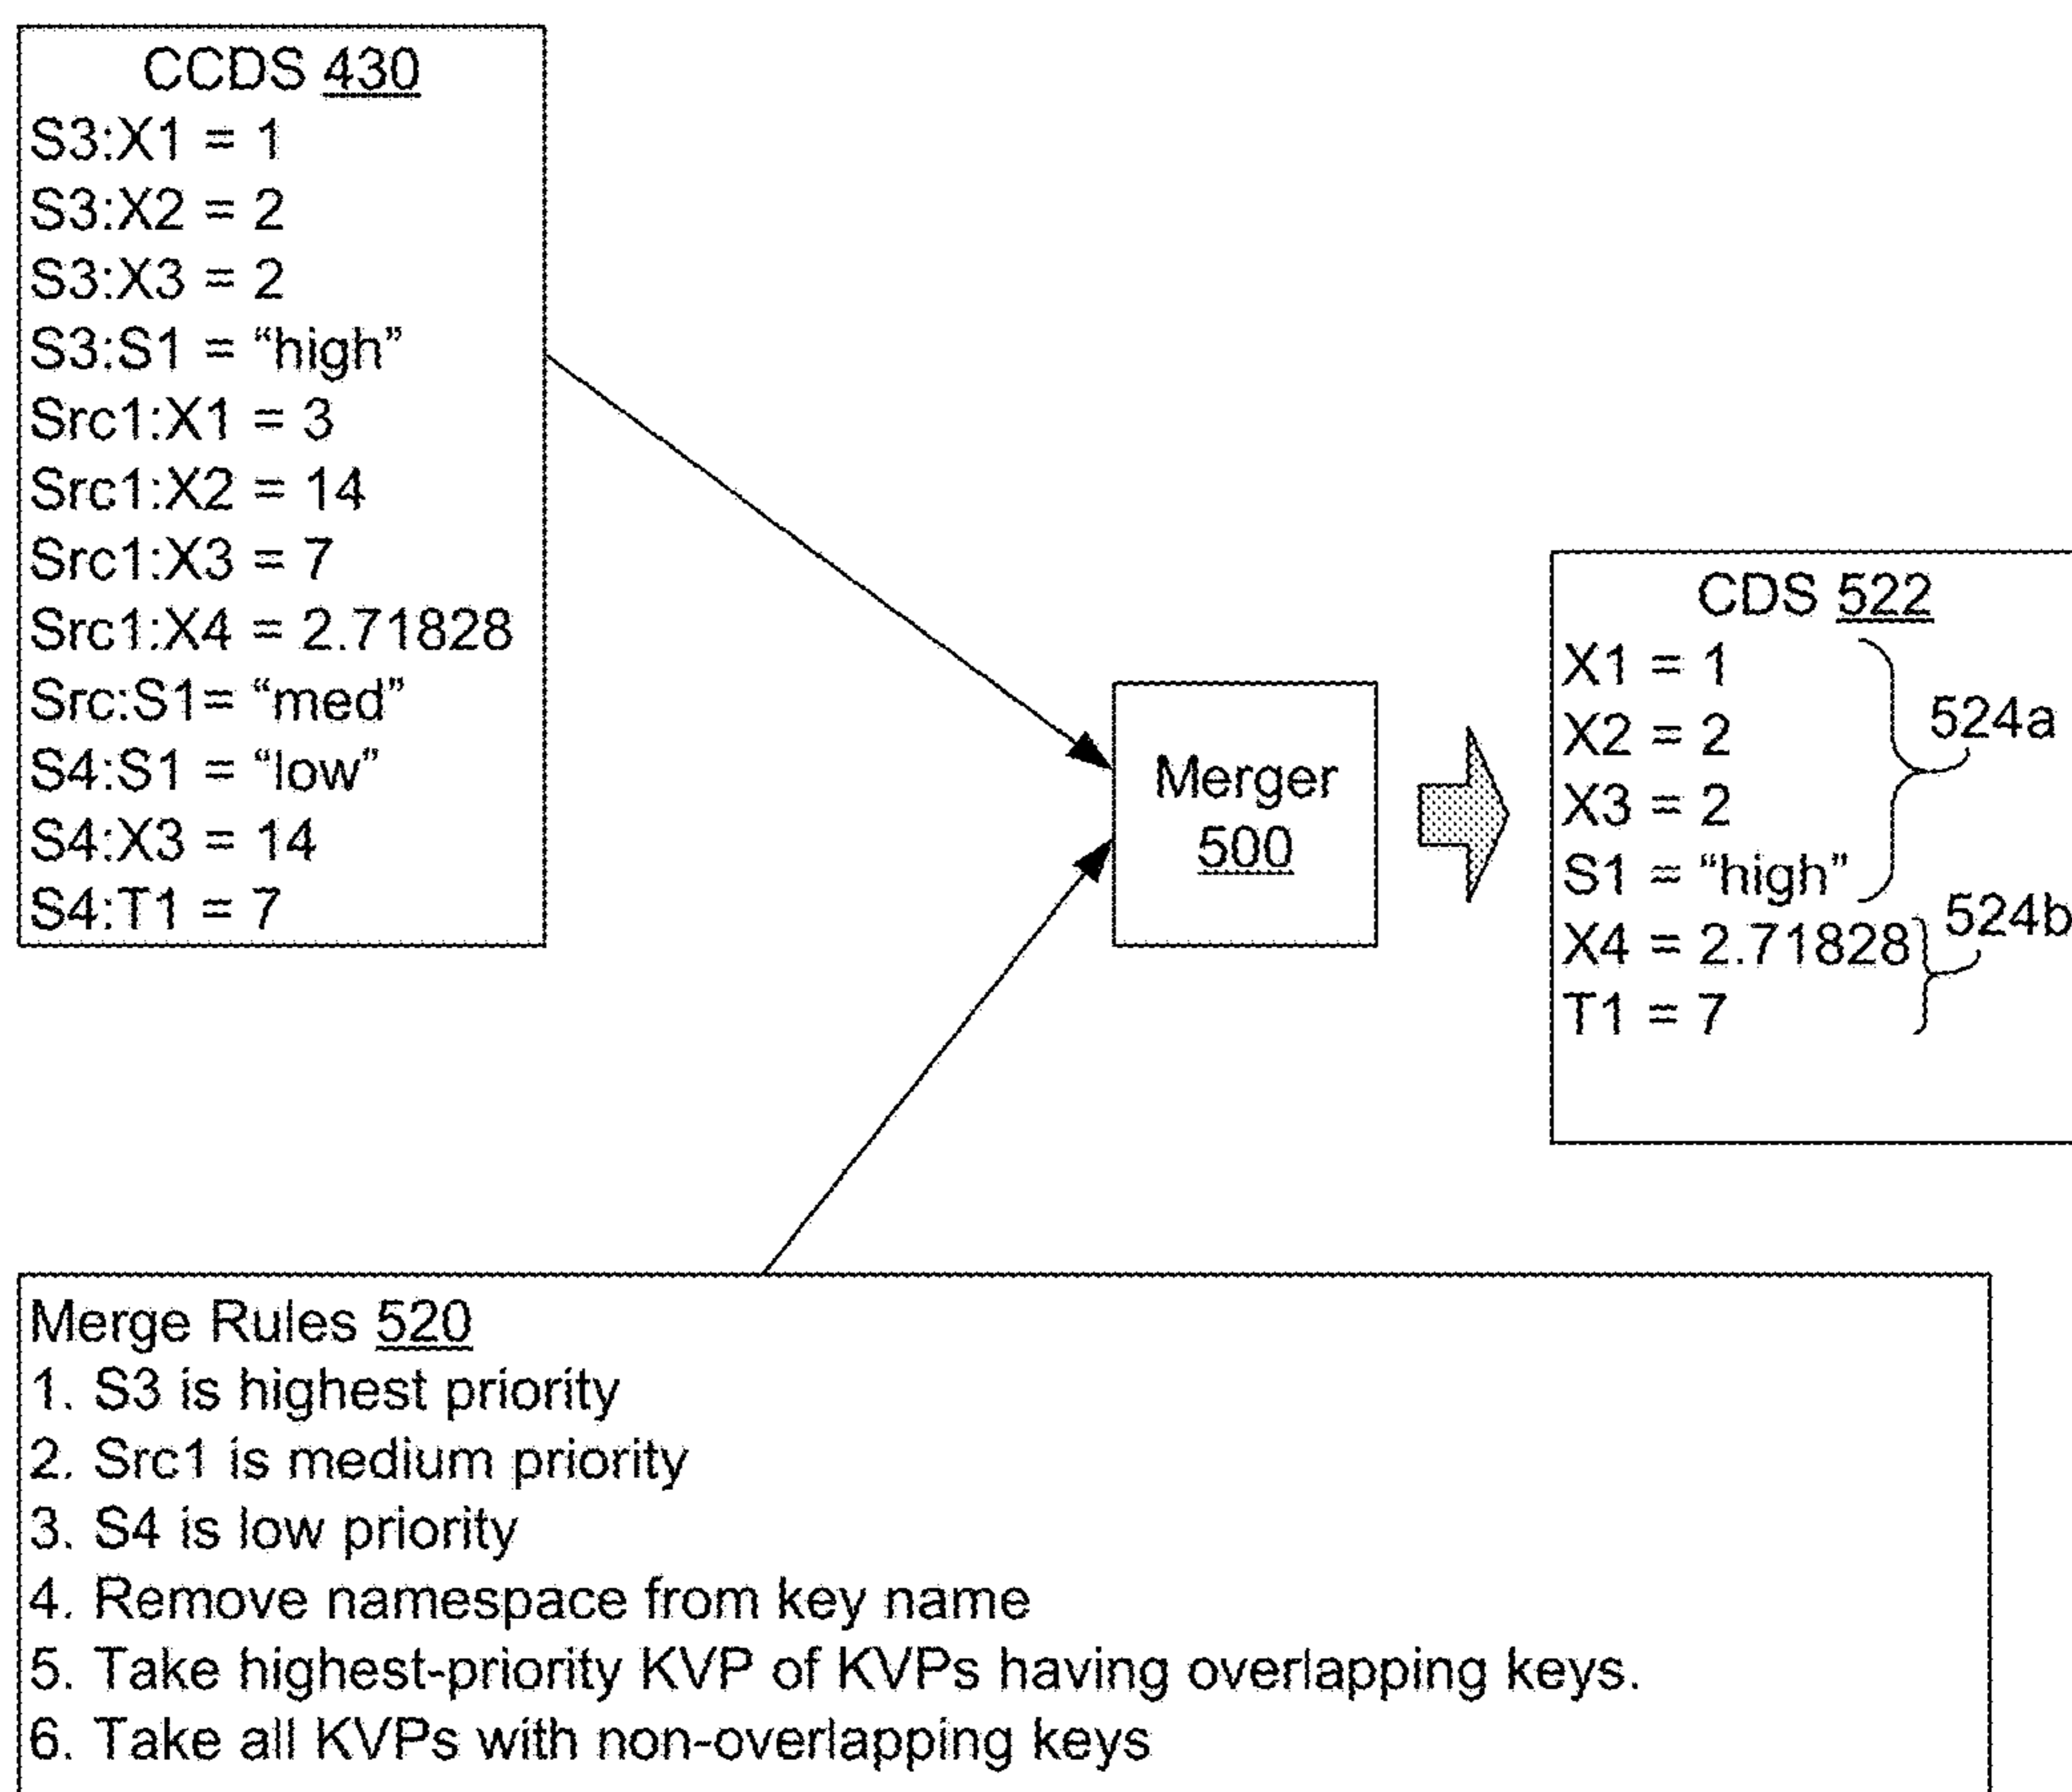 CCDS 430
S3:X1 = 1
S3:X2 = 2
S3:X3 = 2
S3:S1 = “high”
Src1:X1 = 3
Src1:X2 = 14
Src1:X3 = 7
Src1:X4 = 2.71828
Src:S1= “med”
S4:S1 = “low”
S4:X3 = 14
S4:T1 = 7
Merger
500
CDS 522
X1 = 1
X2 = 2
X3 = 2
S1 = “high”
X4 = 2.71828
T1 = 7
524a
524b
Merge Rules 520
1. S3 is highest priority
2. Src1 is medium priority
3. S4 is low priority
4. Remove namespace from key name
5. Take highest-priority KVP of KVPs having overlapping keys.
6. Take all KVPs with non-overlapping keys